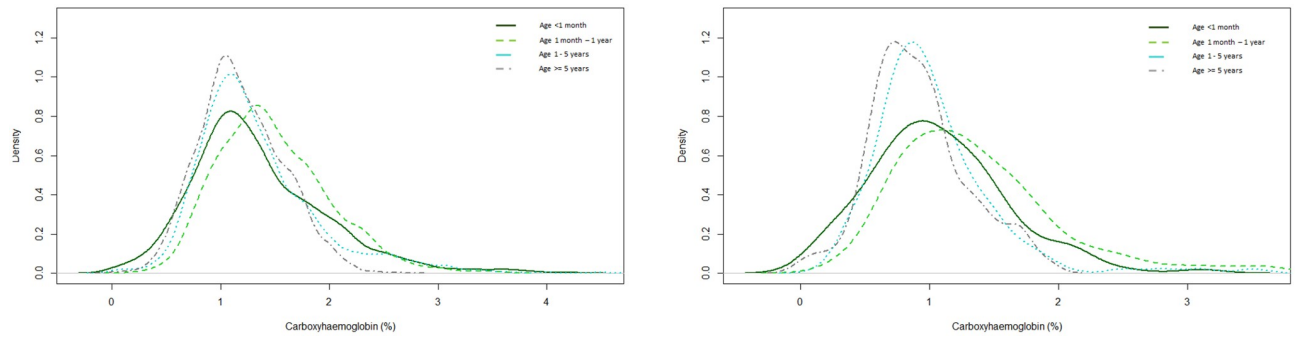 Age <1 month
Age 1 month – 1 year
Age 1 - 5 years
Age >= 5 years
Density
0.0 0.2 0.4 0.6 0.8 1.0 1.2
0 1 2 3 4
Carboxyhaemoglobin (%)
Age <1 month
Age 1 month – 1 year
Age 1 - 5 years
Age >= 5 years
Density
0.0 0.2 0.4 0.6 0.8 1.0 1.2
0 1 2 3
Carboxyhaemoglobin (%)